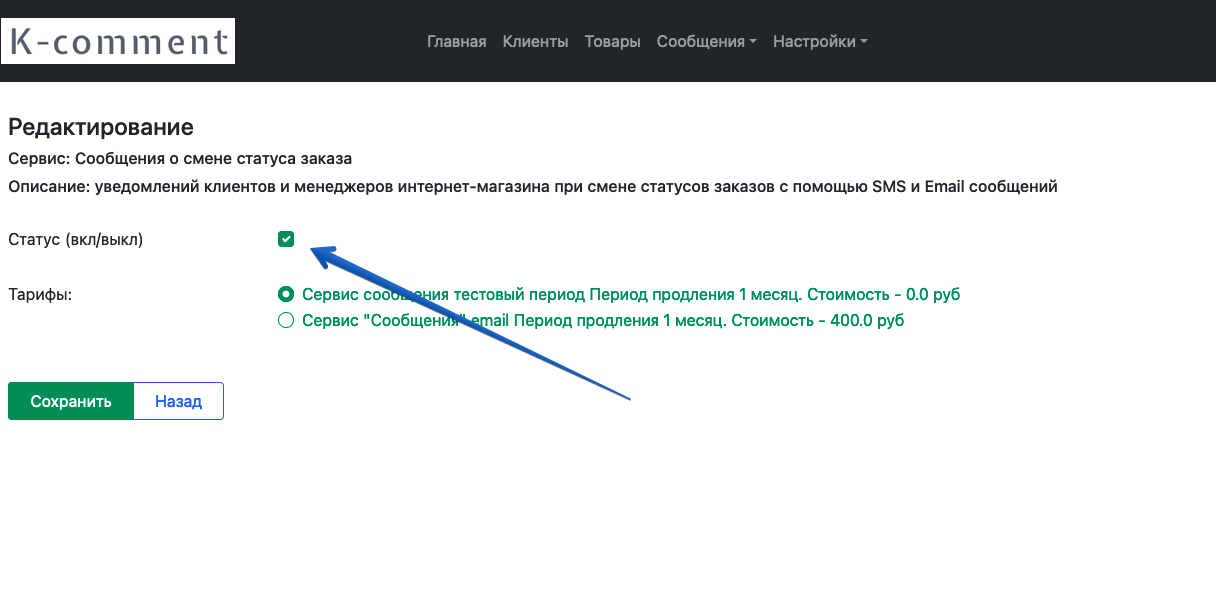 K-comment
Главная Клиенты Товары Сообщения Настройки
Редактирование
Сервис: Сообщения о смене статуса заказа
Описание: уведомлений клиентов и менеджеров интернет-магазина при смене статусов заказов с помощью SMS и Email сообщений
Статус (вкл/выкл)
Тарифы:
Сервис сообщения тестовый период Период продления 1 месяц. Стоимость - 0.0 руб
Сервис "Сообщения" email Период продления 1 месяц. Стоимость - 400.0 руб
Сохранить Назад